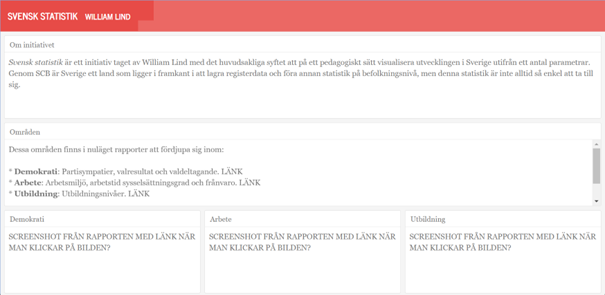 SVENSK STATISTIK WILLIAM LIND
Om initiativet
Svensk statistik är ett initiativ taget av William Lind med det huvudsakliga syftet att på ett pedagogiskt sätt visualisera utvecklingen i Sverige utifrån ett antal parametrar.
Genom SCB är Sverige ett land som ligger i framkant i att lagra registerdata och föra annan statistik på befolkningsnivå, men denna statistik är inte alltid så enkel att ta till
sig.
Områden
Dessa områden finns i nuläget rapporter att fördjupa sig inom:
* Demokrati: Partisympatier, valresultat och valdeltagande. LÄNK
* Arbete: Arbetsmiljö, arbetstid sysselsättningsgrad och frånvaro. LÄNK
* Utbildning: Utbildningsnivåer. LÄNK
Demokrati
SCREENSHOT FRÅN RAPPORTEN MED LÄNK NÄR
MAN KLICKAR PÅ BILDEN?
Arbete
SCREENSHOT FRÅN RAPPORTEN MED LÄNK NÄR
MAN KLICKAR PÅ BILDEN?
Utbildning
SCREENSHOT FRÅN RAPPORTEN MED LÄNK NÄR
MAN KLICKAR PÅ BILDEN?